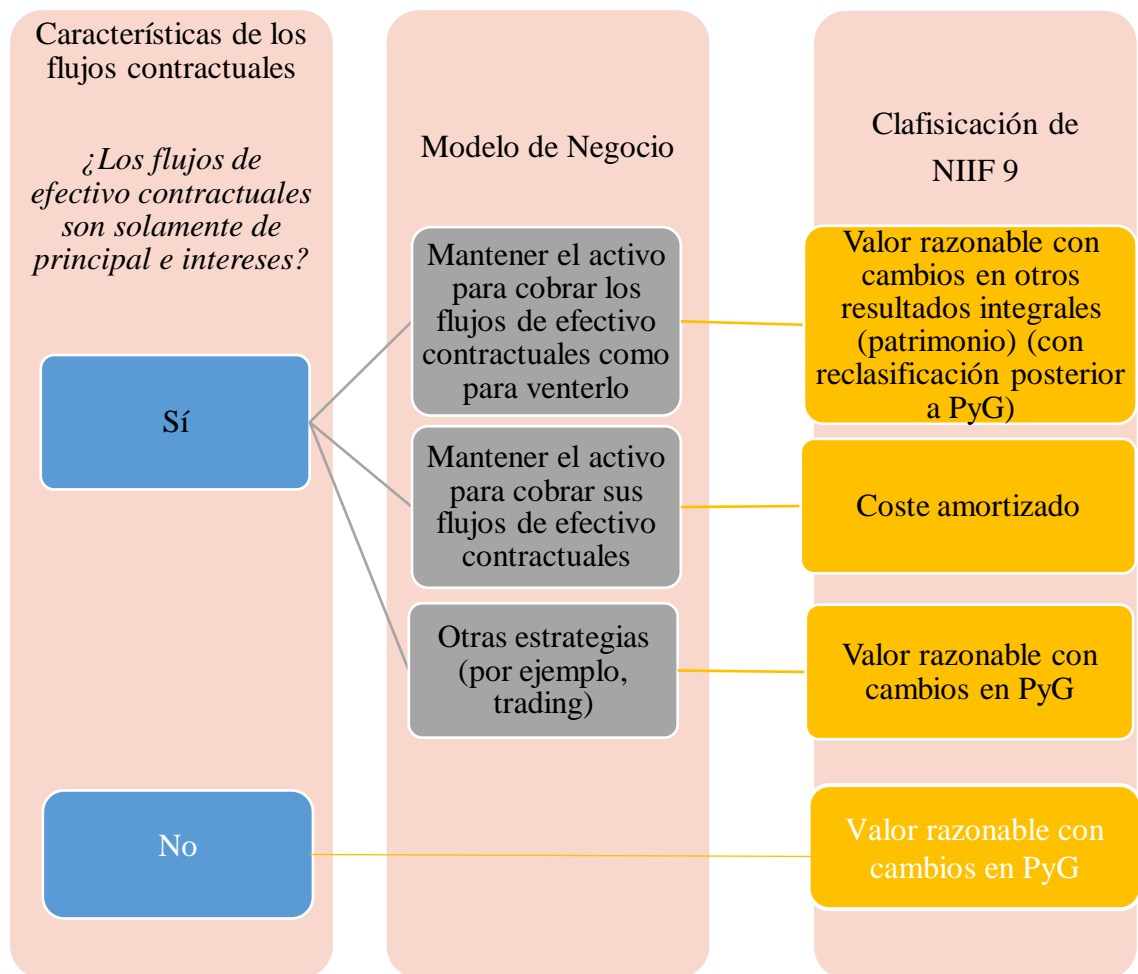 Características de los
flujos contractuales
¿Los flujos de
efectivo contractuales
son solamente de
principal e intereses?
Sí
No
Modelo de Negocio
Mantener el activo
para cobrar los
flujos de efectivo
contractuales como
para venterlo
Mantener el activo
para cobrar sus
flujos de efectivo
contractuales
Otras estrategias
(por ejemplo,
trading)
Clafisicación de
NIIF 9
Valor razonable con
cambios en otros
resultados integrales
(patrimonio) (con
reclasificación posterior
a PyG)
Coste amortizado
Valor razonable con
cambios en PyG
Valor razonable con
cambios en PyG